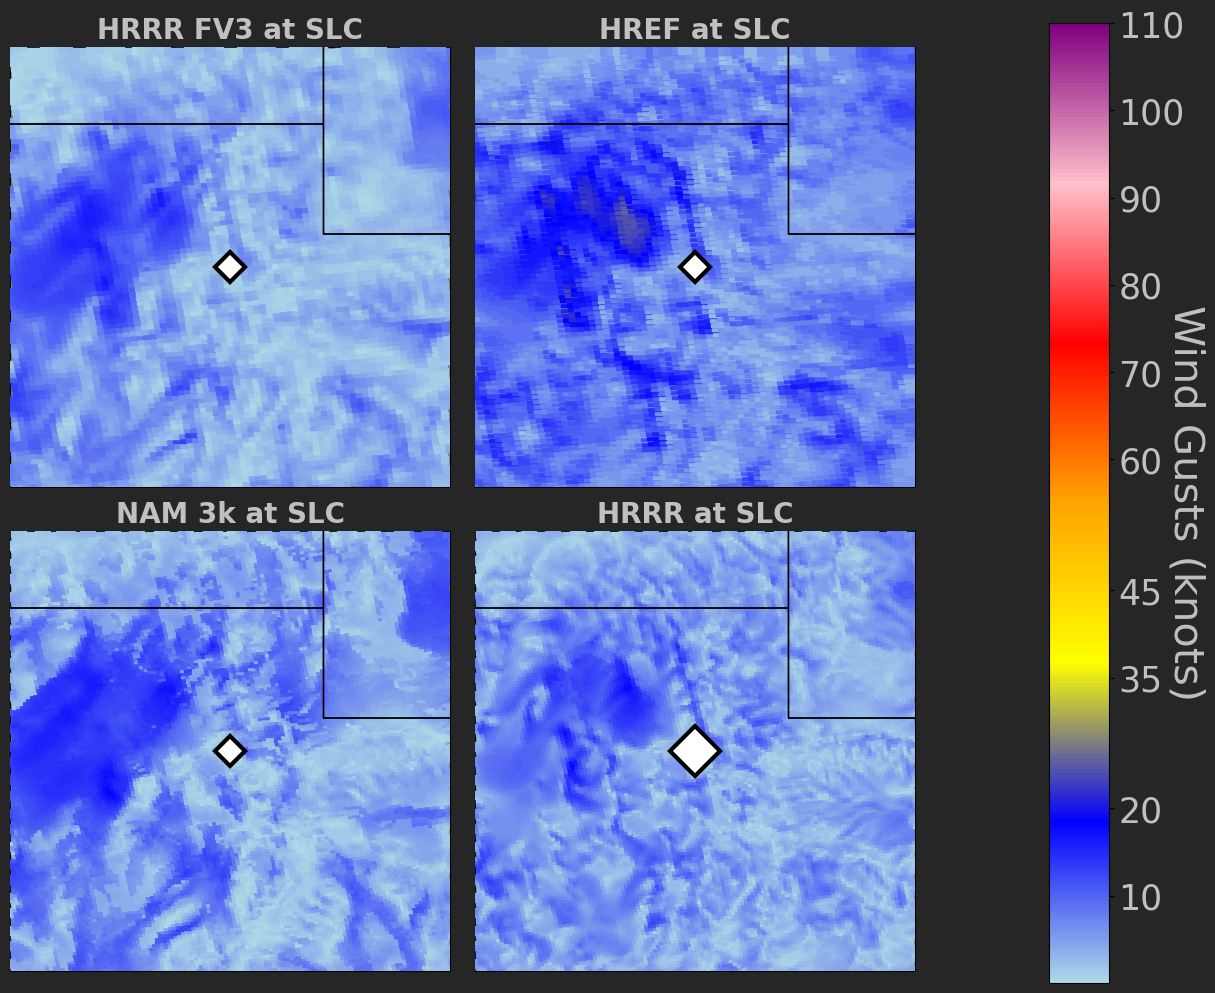 HRRR FV3 at SLC
HREF at SLC
NAM 3k at SLC
HRRR at SLC
110
100
90
80
70
60
45
35
20
10
Wind Gusts (knots)